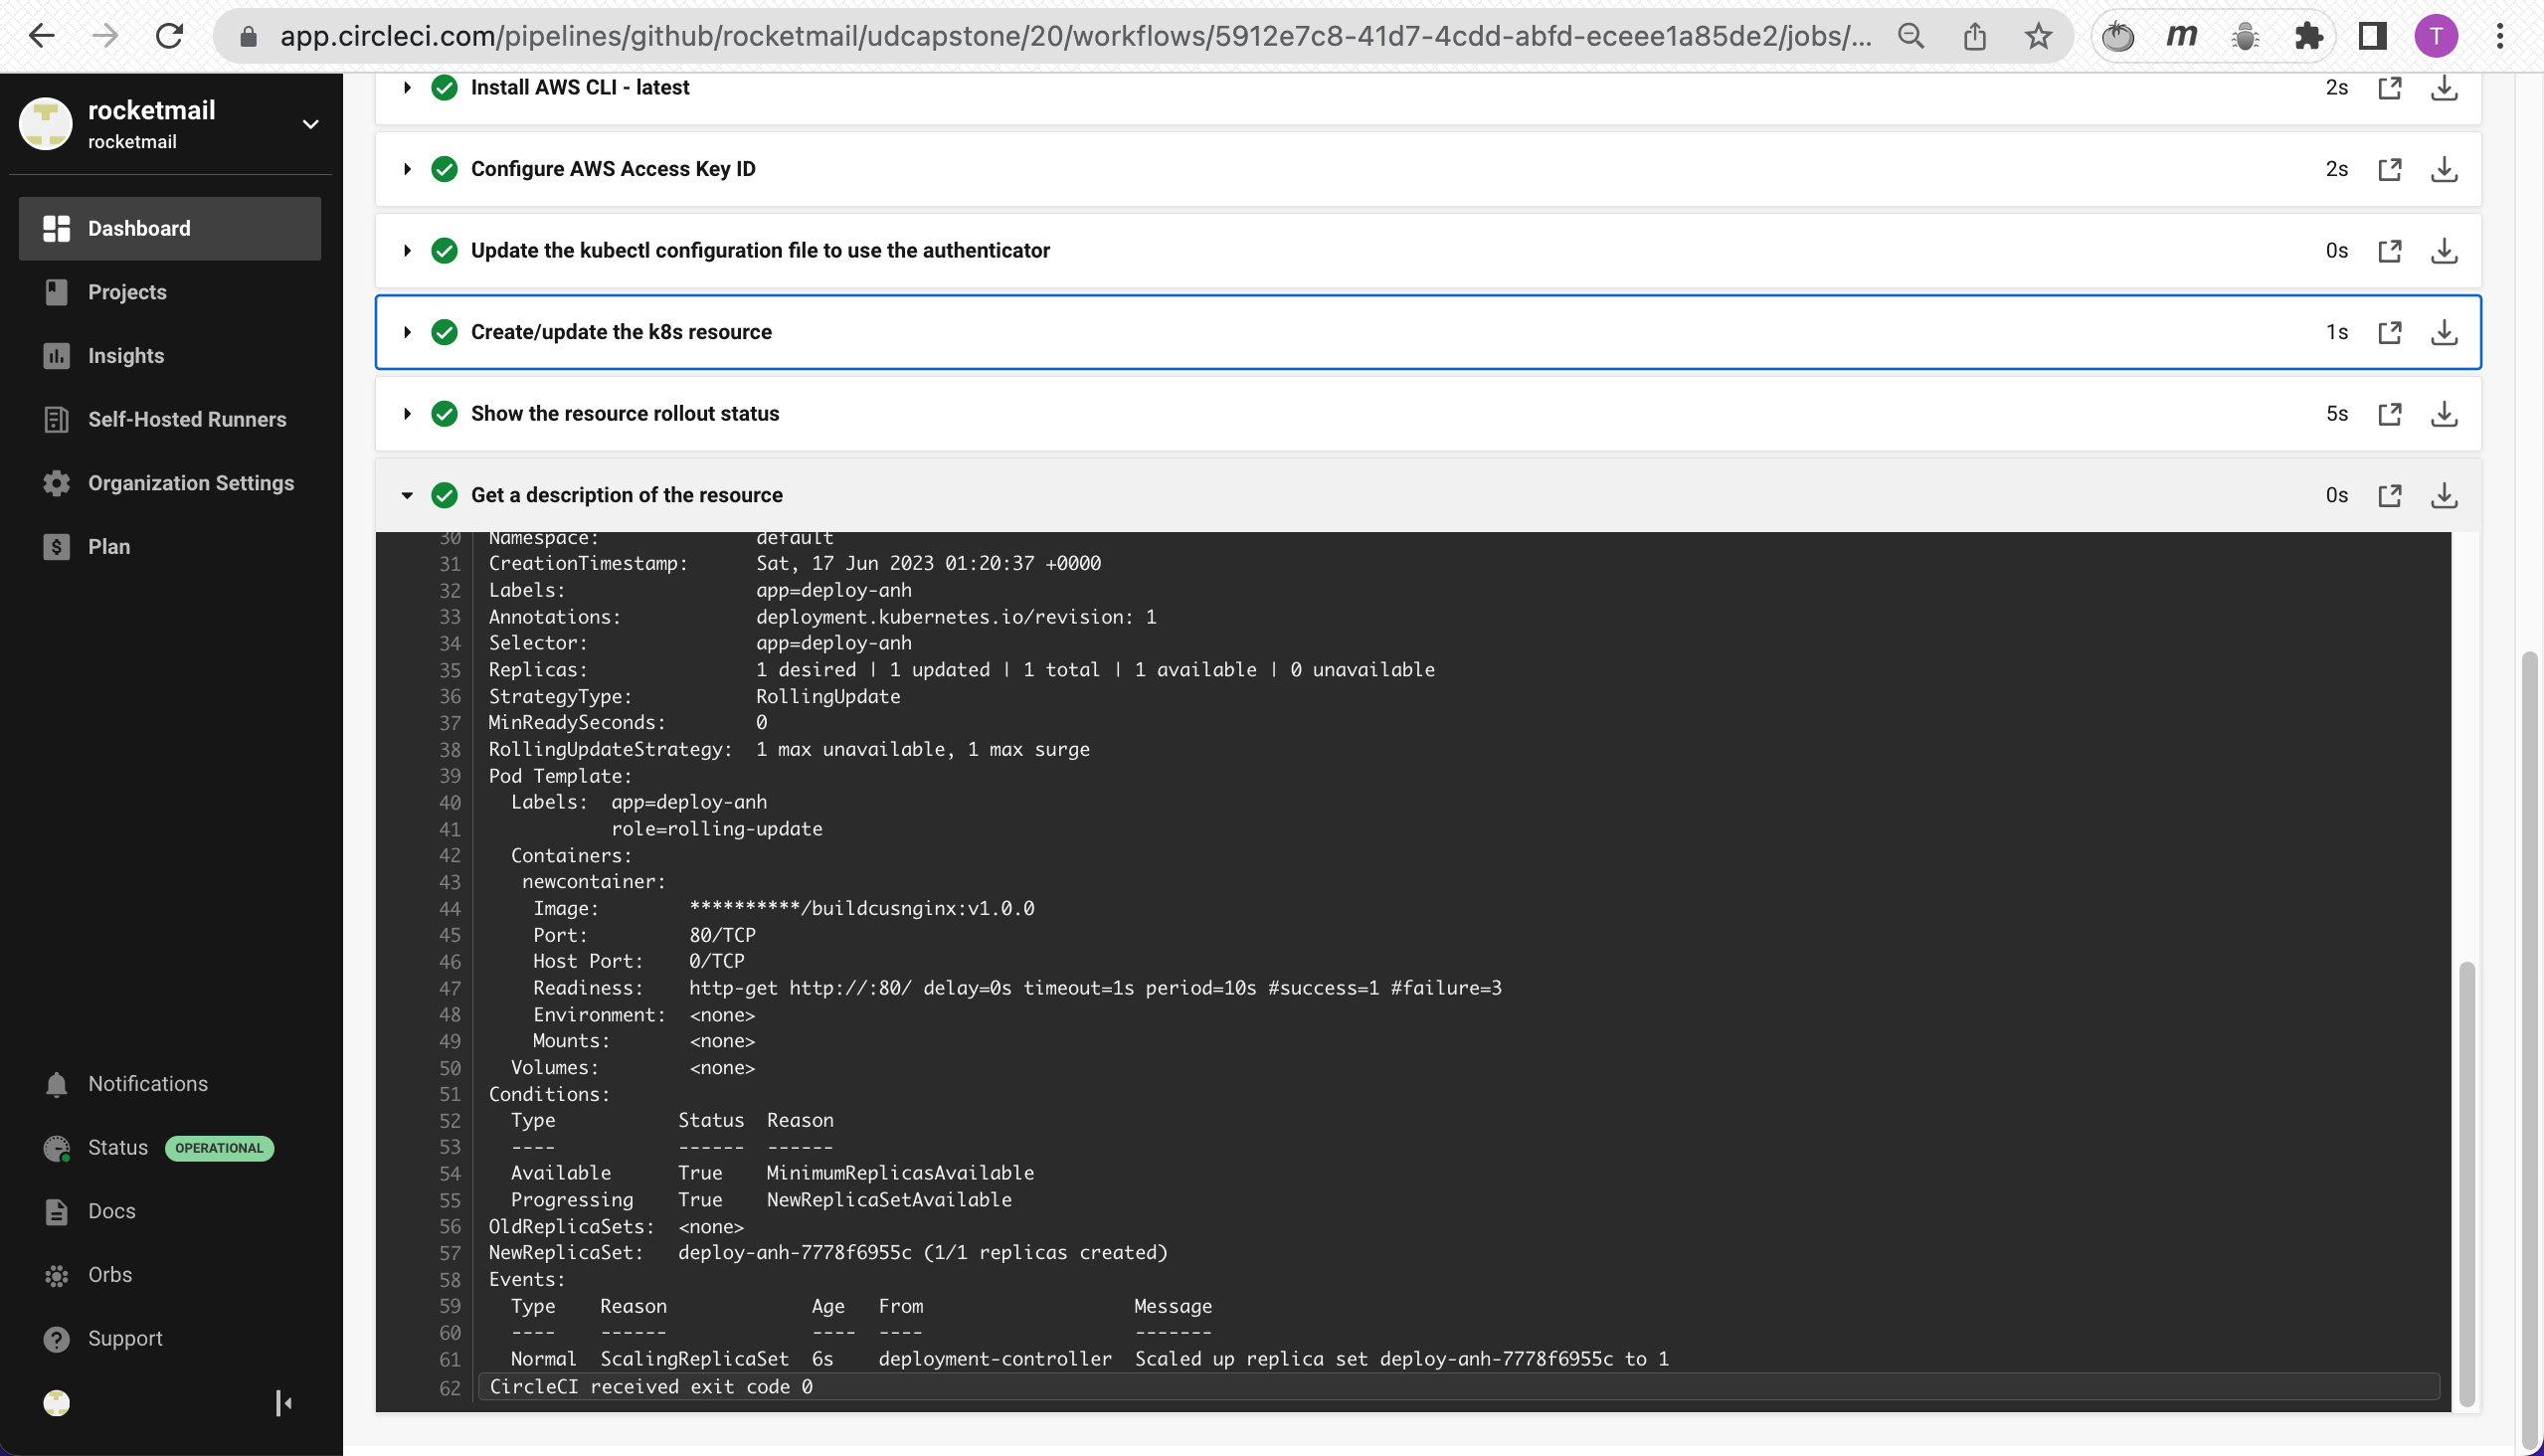 app.circleci.com/pipelines/github/rocketmail/udcapstone/20/workflows/5912e7c8-41d7-4cdd-abfd-eceee1a85de2/jobs/...
T
rocketmail
rocketmail
Dashboard
Projects
Insights
Self-Hosted Runners
Organization Settings
Plan
Notifications
Status OPERATIONAL
Docs
Orbs
Support
Install AWS CLI - latest 2s
Configure AWS Access Key ID 2s
Update the kubectl configuration file to use the authenticator 0s
Create/update the k8s resource 1s
Show the resource rollout status 5s
Get a description of the resource 0s
30 Namespace: default
31 CreationTimestamp: Sat, 17 Jun 2023 01:20:37 +0000
32 Labels: app=deploy-anh
33 Annotations: deployment.kubernetes.io/revision: 1
34 Selector: app=deploy-anh
35 Replicas: 1 desired | 1 updated | 1 total | 1 available | 0 unavailable
36 StrategyType: RollingUpdate
37 MinReadySeconds: 0
38 RollingUpdateStrategy: 1 max unavailable, 1 max surge
39 Pod Template:
40 Labels: app=deploy-anh
41 role=rolling-update
42 Containers:
43 newcontainer:
44 Image: **********/buildcusnginx:v1.0.0
45 Port: 80/TCP
46 Host Port: 0/TCP
47 Readiness: http-get http://:80/ delay=0s timeout=1s period=10s #success=1 #failure=3
48 Environment: <none>
49 Mounts: <none>
50 Volumes: <none>
51 Conditions:
52 Type Status Reason
53 ---- ------ ------
54 Available True MinimumReplicasAvailable
55 Progressing True NewReplicaSetAvailable
56 OldReplicaSets: <none>
57 NewReplicaSet: deploy-anh-7778f6955c (1/1 replicas created)
58 Events:
59 Type Reason Age From Message
60 ---- ------ ---- ---- -------
61 Normal ScalingReplicaSet 6s deployment-controller Scaled up replica set deploy-anh-7778f6955c to 1
62 CircleCI received exit code 0